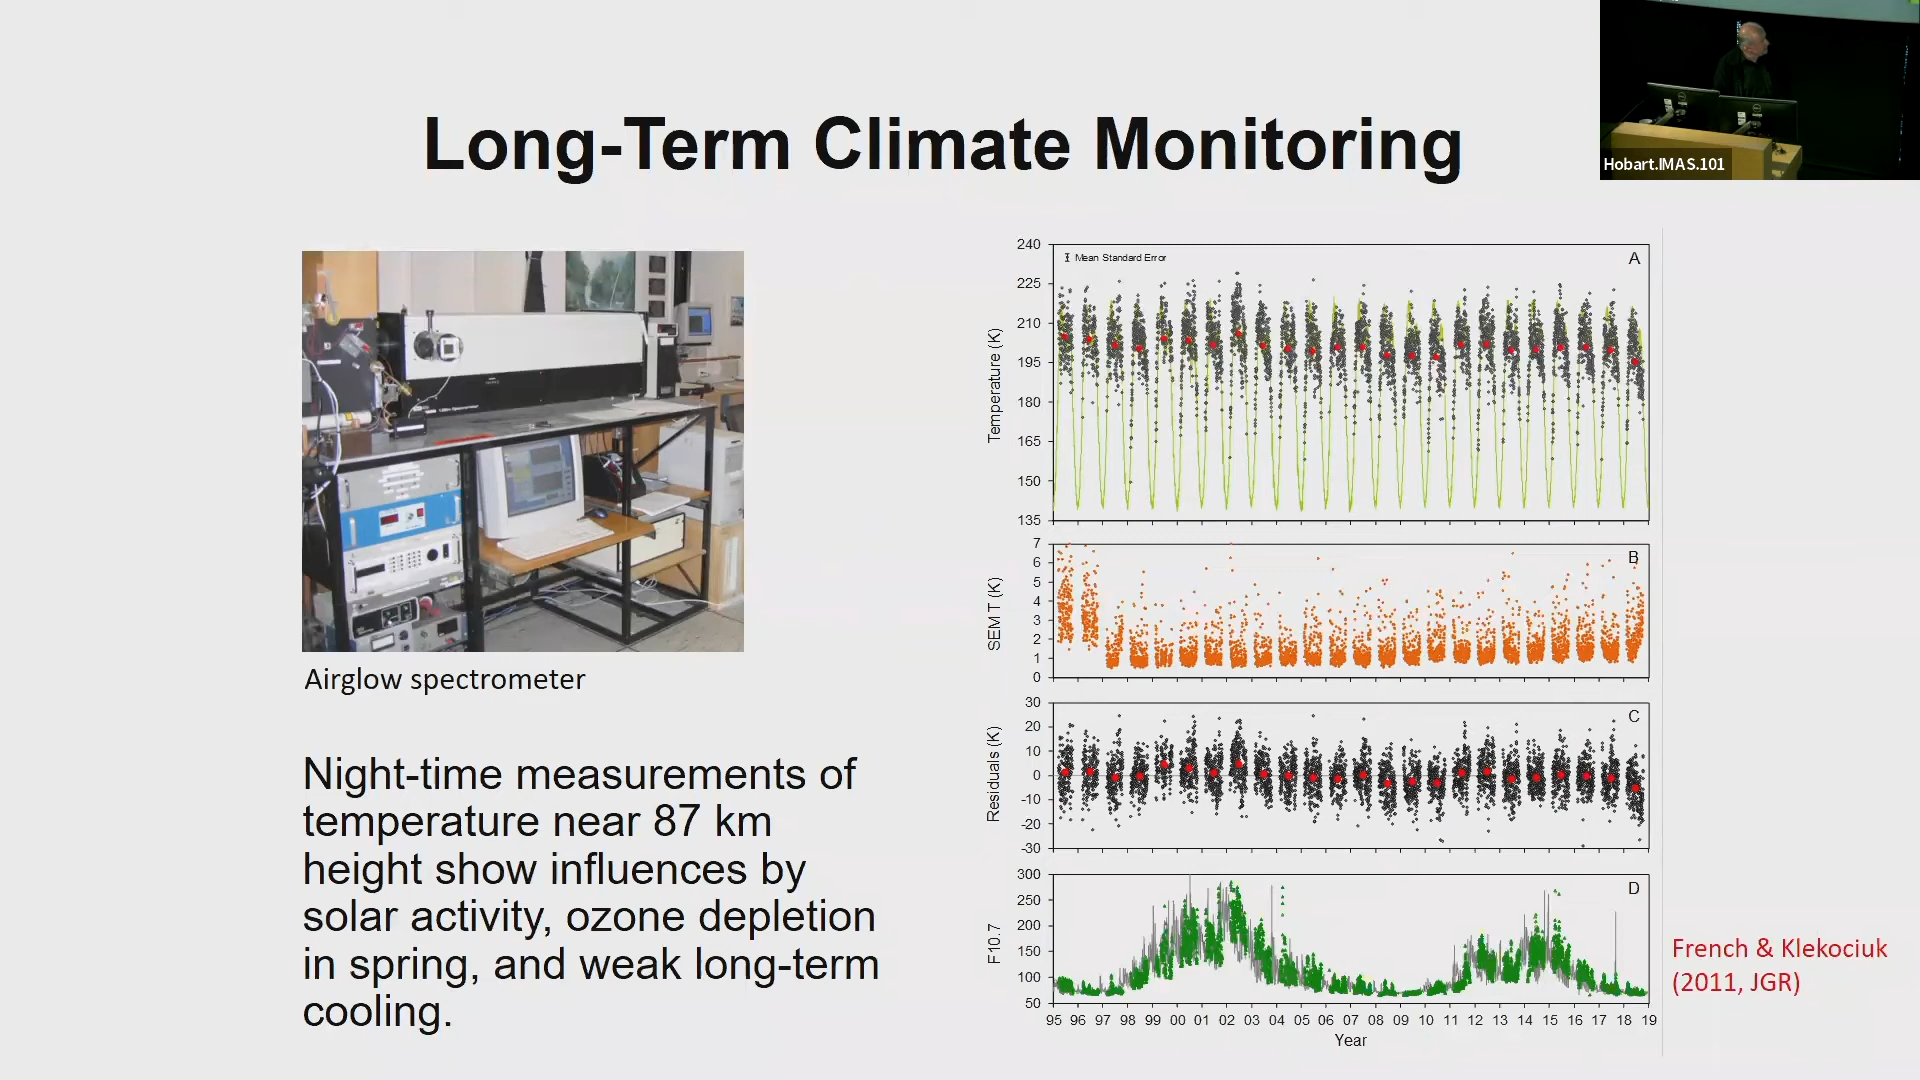 Long-Term Climate Monitoring
Hobart.IMAS.101
Airglow spectrometer
Night-time measurements of
temperature near 87 km
height show influences by
solar activity, ozone depletion
in spring, and weak long-term
cooling.
240
225
210
195
180
165
150
135
Temperature (K)
Mean Standard Error
A
7
6
5
4
3
2
1
0
SEM T (K)
B
30
20
10
0
-10
-20
-30
Residuals (K)
C
300
250
200
150
100
50
F10.7
D
95 96 97 98 99 00 01 02 03 04 05 06 07 08 09 10 11 12 13 14 15 16 17 18 19
Year
French & Klekociuk
(2011, JGR)